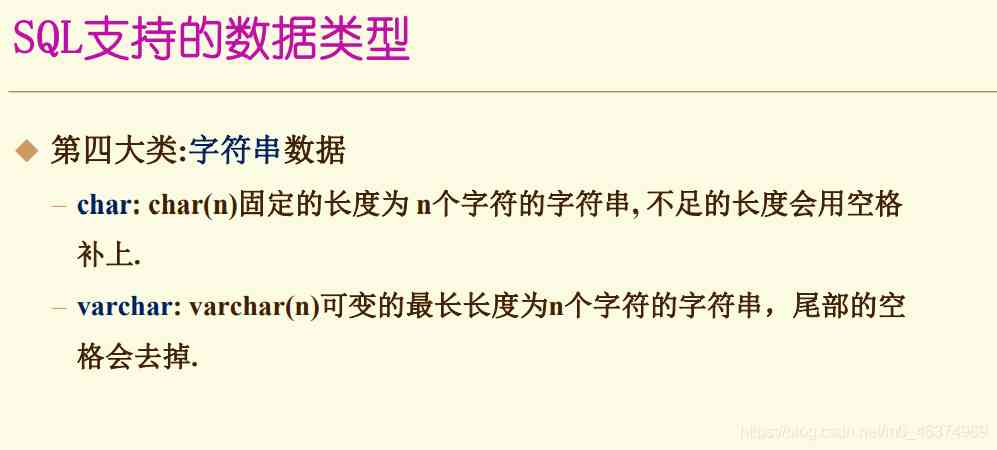 SQL支持的数据类型
第四大类:字符串数据
– char: char(n)固定的长度为 n个字符的字符串, 不足的长度会用空格
补上.
– varchar: varchar(n)可变的最长长度为n个字符的字符串，尾部的空
格会去掉.
https://blog.csdn.net/m0_46374969